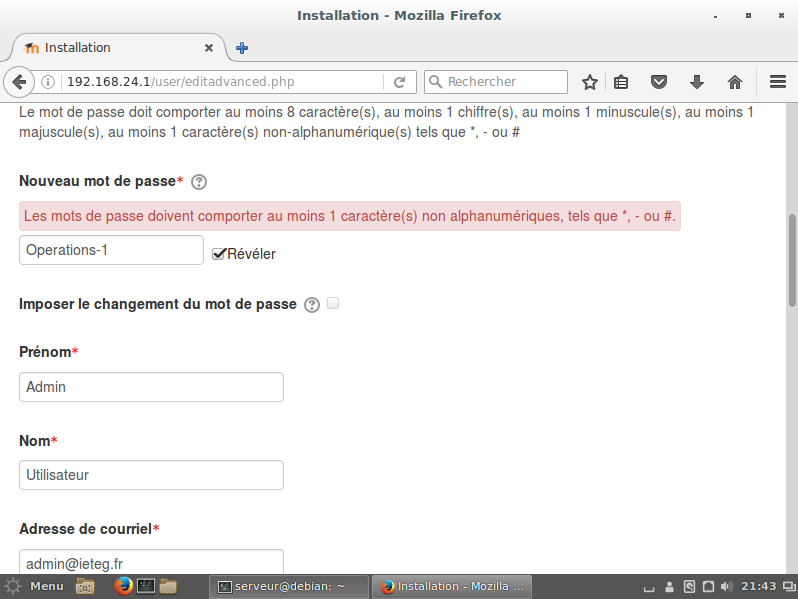 Installation - Mozilla Firefox
Installation
192.168.24.1/user/editadvanced.php
Rechercher
Le mot de passe doit comporter au moins 8 caractère(s), au moins 1 chiffre(s), au moins 1 minuscule(s), au moins 1
majuscule(s), au moins 1 caractère(s) non-alphanumérique(s) tels que *, - ou #
Nouveau mot de passe* ?
Les mots de passe doivent comporter au moins 1 caractère(s) non alphanumériques, tels que *, - ou #.
Operations-1
Révéler
Imposer le changement du mot de passe ?
Prénom*
Admin
Nom*
Utilisateur
Adresse de courriel*
admin@ieteg.fr
Menu
serveur@debian: ~
Installation - Mozilla ...
21:43